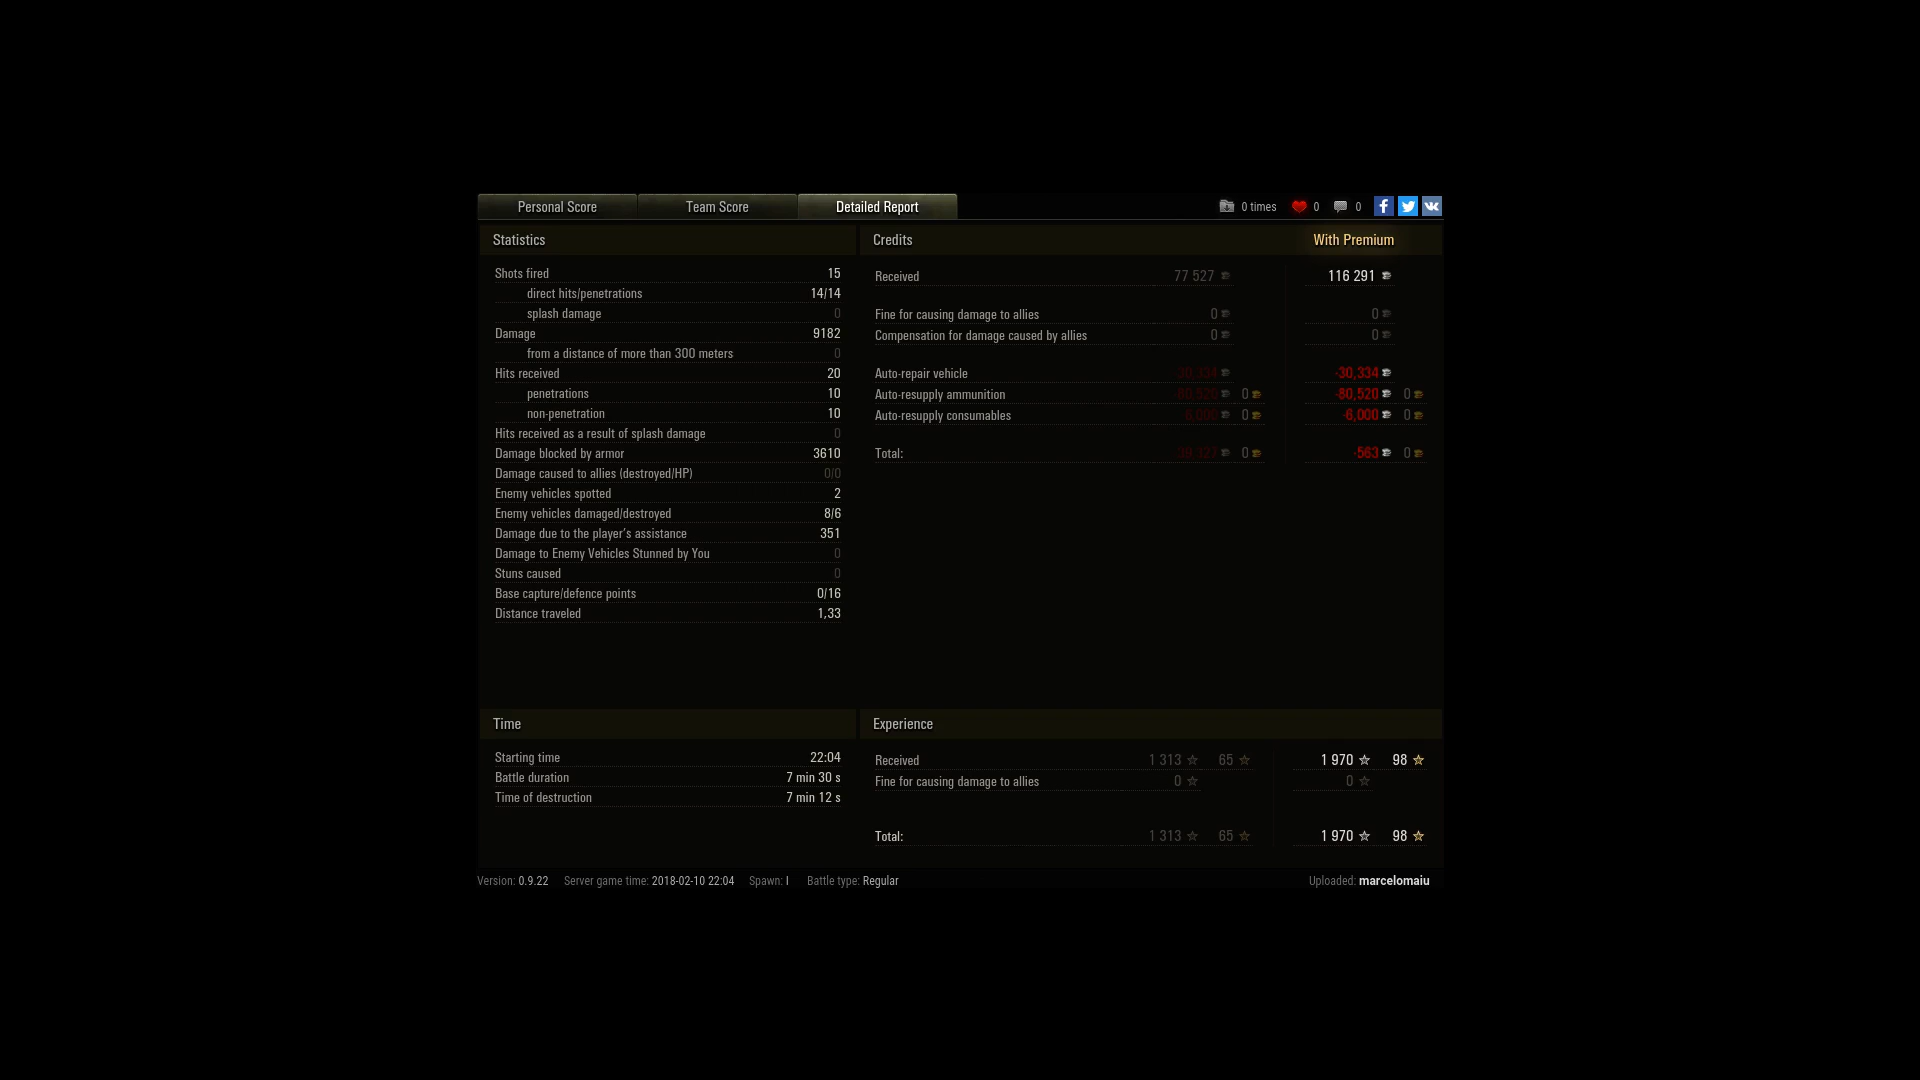 Personal Score Team Score Detailed Report 0 times 0 0
Statistics
Shots fired 15
direct hits/penetrations 14/14
splash damage 0
Damage 9182
from a distance of more than 300 meters 0
Hits received 20
penetrations 10
non-penetration 10
Hits received as a result of splash damage 0
Damage blocked by armor 3610
Damage caused to allies (destroyed/HP) 0/0
Enemy vehicles spotted 2
Enemy vehicles damaged/destroyed 8/6
Damage due to the player's assistance 351
Damage to Enemy Vehicles Stunned by You 0
Stuns caused 0
Base capture/defence points 0/16
Distance traveled 1,33
Credits With Premium
Received 77 527 116 291
Fine for causing damage to allies 0 0
Compensation for damage caused by allies 0 0
Auto-repair vehicle -30,334 -30,334
Auto-resupply ammunition -80,520 0 -80,520 0
Auto-resupply consumables -6,000 0 -6,000 0
Total: -39,327 0 -563 0
Time
Starting time 22:04
Battle duration 7 min 30 s
Time of destruction 7 min 12 s
Experience
Received 1 313 65 1 970 98
Fine for causing damage to allies 0 0
Total: 1 313 65 1 970 98
Version: 0.9.22 Server game time: 2018-02-10 22:04 Spawn: I Battle type: Regular Uploaded: marcelomaiu